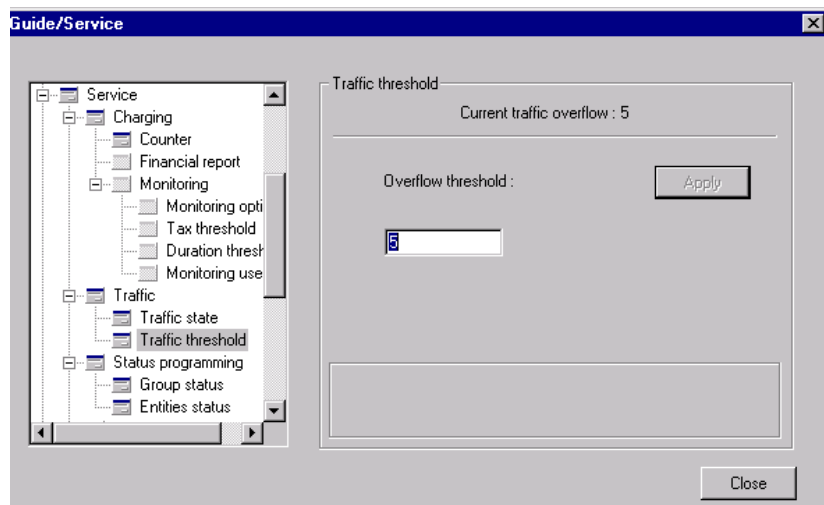 Guide/Service
Service
Charging
Counter
Financial report
Monitoring
Monitoring opti
Tax threshold
Duration thresh
Monitoring use
Traffic
Traffic state
Traffic threshold
Status programming
Group status
Entities status
Traffic threshold
Current traffic overflow : 5
Overflow threshold :
Apply
5
Close